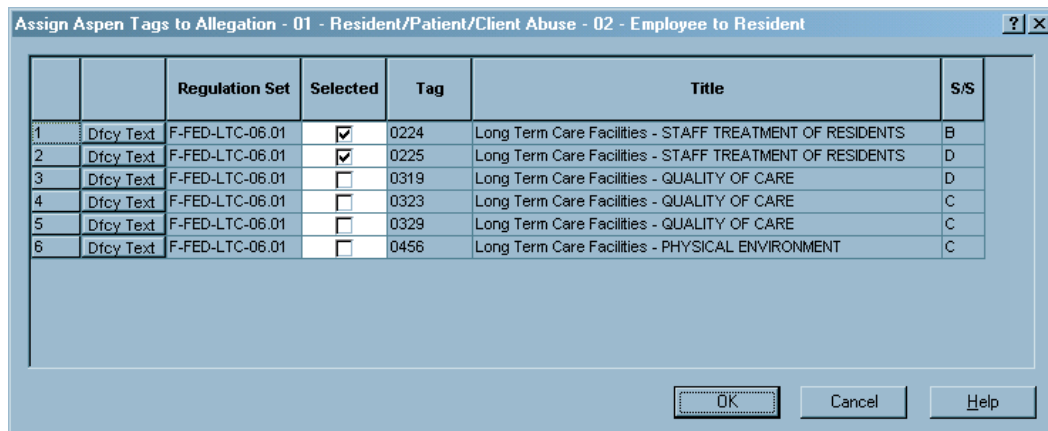 Assign Aspen Tags to Allegation - 01 - Resident/Patient/Client Abuse - 02 - Employee to Resident
Regulation Set Selected Tag Title S/S
1 Dfcy Text F-FED-LTC-06.01 0224 Long Term Care Facilities - STAFF TREATMENT OF RESIDENTS B
2 Dfcy Text F-FED-LTC-06.01 0225 Long Term Care Facilities - STAFF TREATMENT OF RESIDENTS D
3 Dfcy Text F-FED-LTC-06.01 0319 Long Term Care Facilities - QUALITY OF CARE D
4 Dfcy Text F-FED-LTC-06.01 0323 Long Term Care Facilities - QUALITY OF CARE C
5 Dfcy Text F-FED-LTC-06.01 0329 Long Term Care Facilities - QUALITY OF CARE C
6 Dfcy Text F-FED-LTC-06.01 0456 Long Term Care Facilities - PHYSICAL ENVIRONMENT C
OK Cancel Help